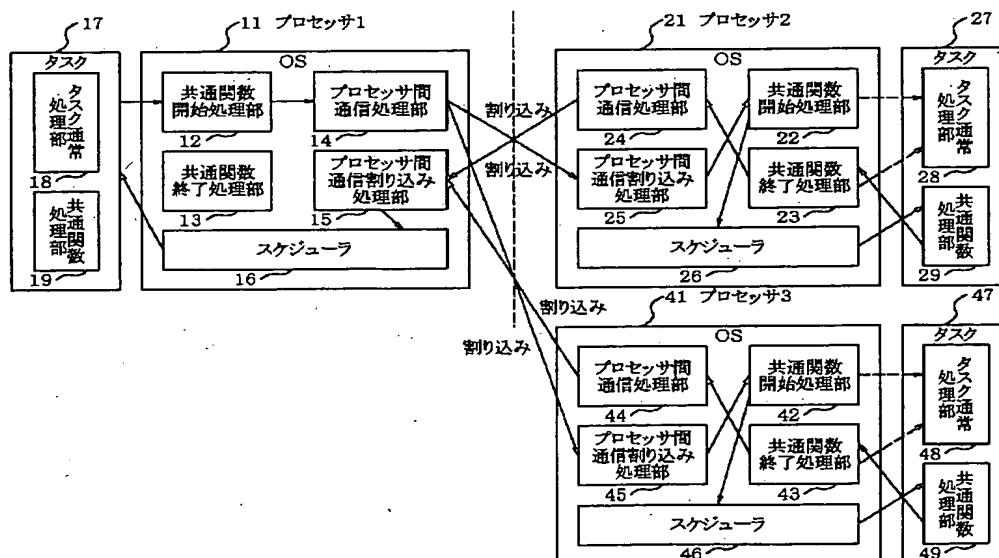 17
11 プロセッサ1
タスク
タスク通常
処理部
18
共通関数
処理部
19
OS
共通関数
開始処理部
12
プロセッサ間
通信処理部
14
共通関数
終了処理部
13
プロセッサ間
通信割り込み
処理部
15
スケジューラ
16
割り込み
割り込み
21 プロセッサ2
27
OS
プロセッサ間
通信処理部
24
共通関数
開始処理部
22
プロセッサ間
通信割り込み
処理部
25
共通関数
終了処理部
23
スケジューラ
26
タスク
タスク通常
処理部
28
共通関数
処理部
29
割り込み
割り込み
41 プロセッサ3
47
OS
プロセッサ間
通信処理部
44
共通関数
開始処理部
42
プロセッサ間
通信割り込み
処理部
45
共通関数
終了処理部
43
スケジューラ
46
タスク
タスク通常
処理部
48
共通関数
処理部
49